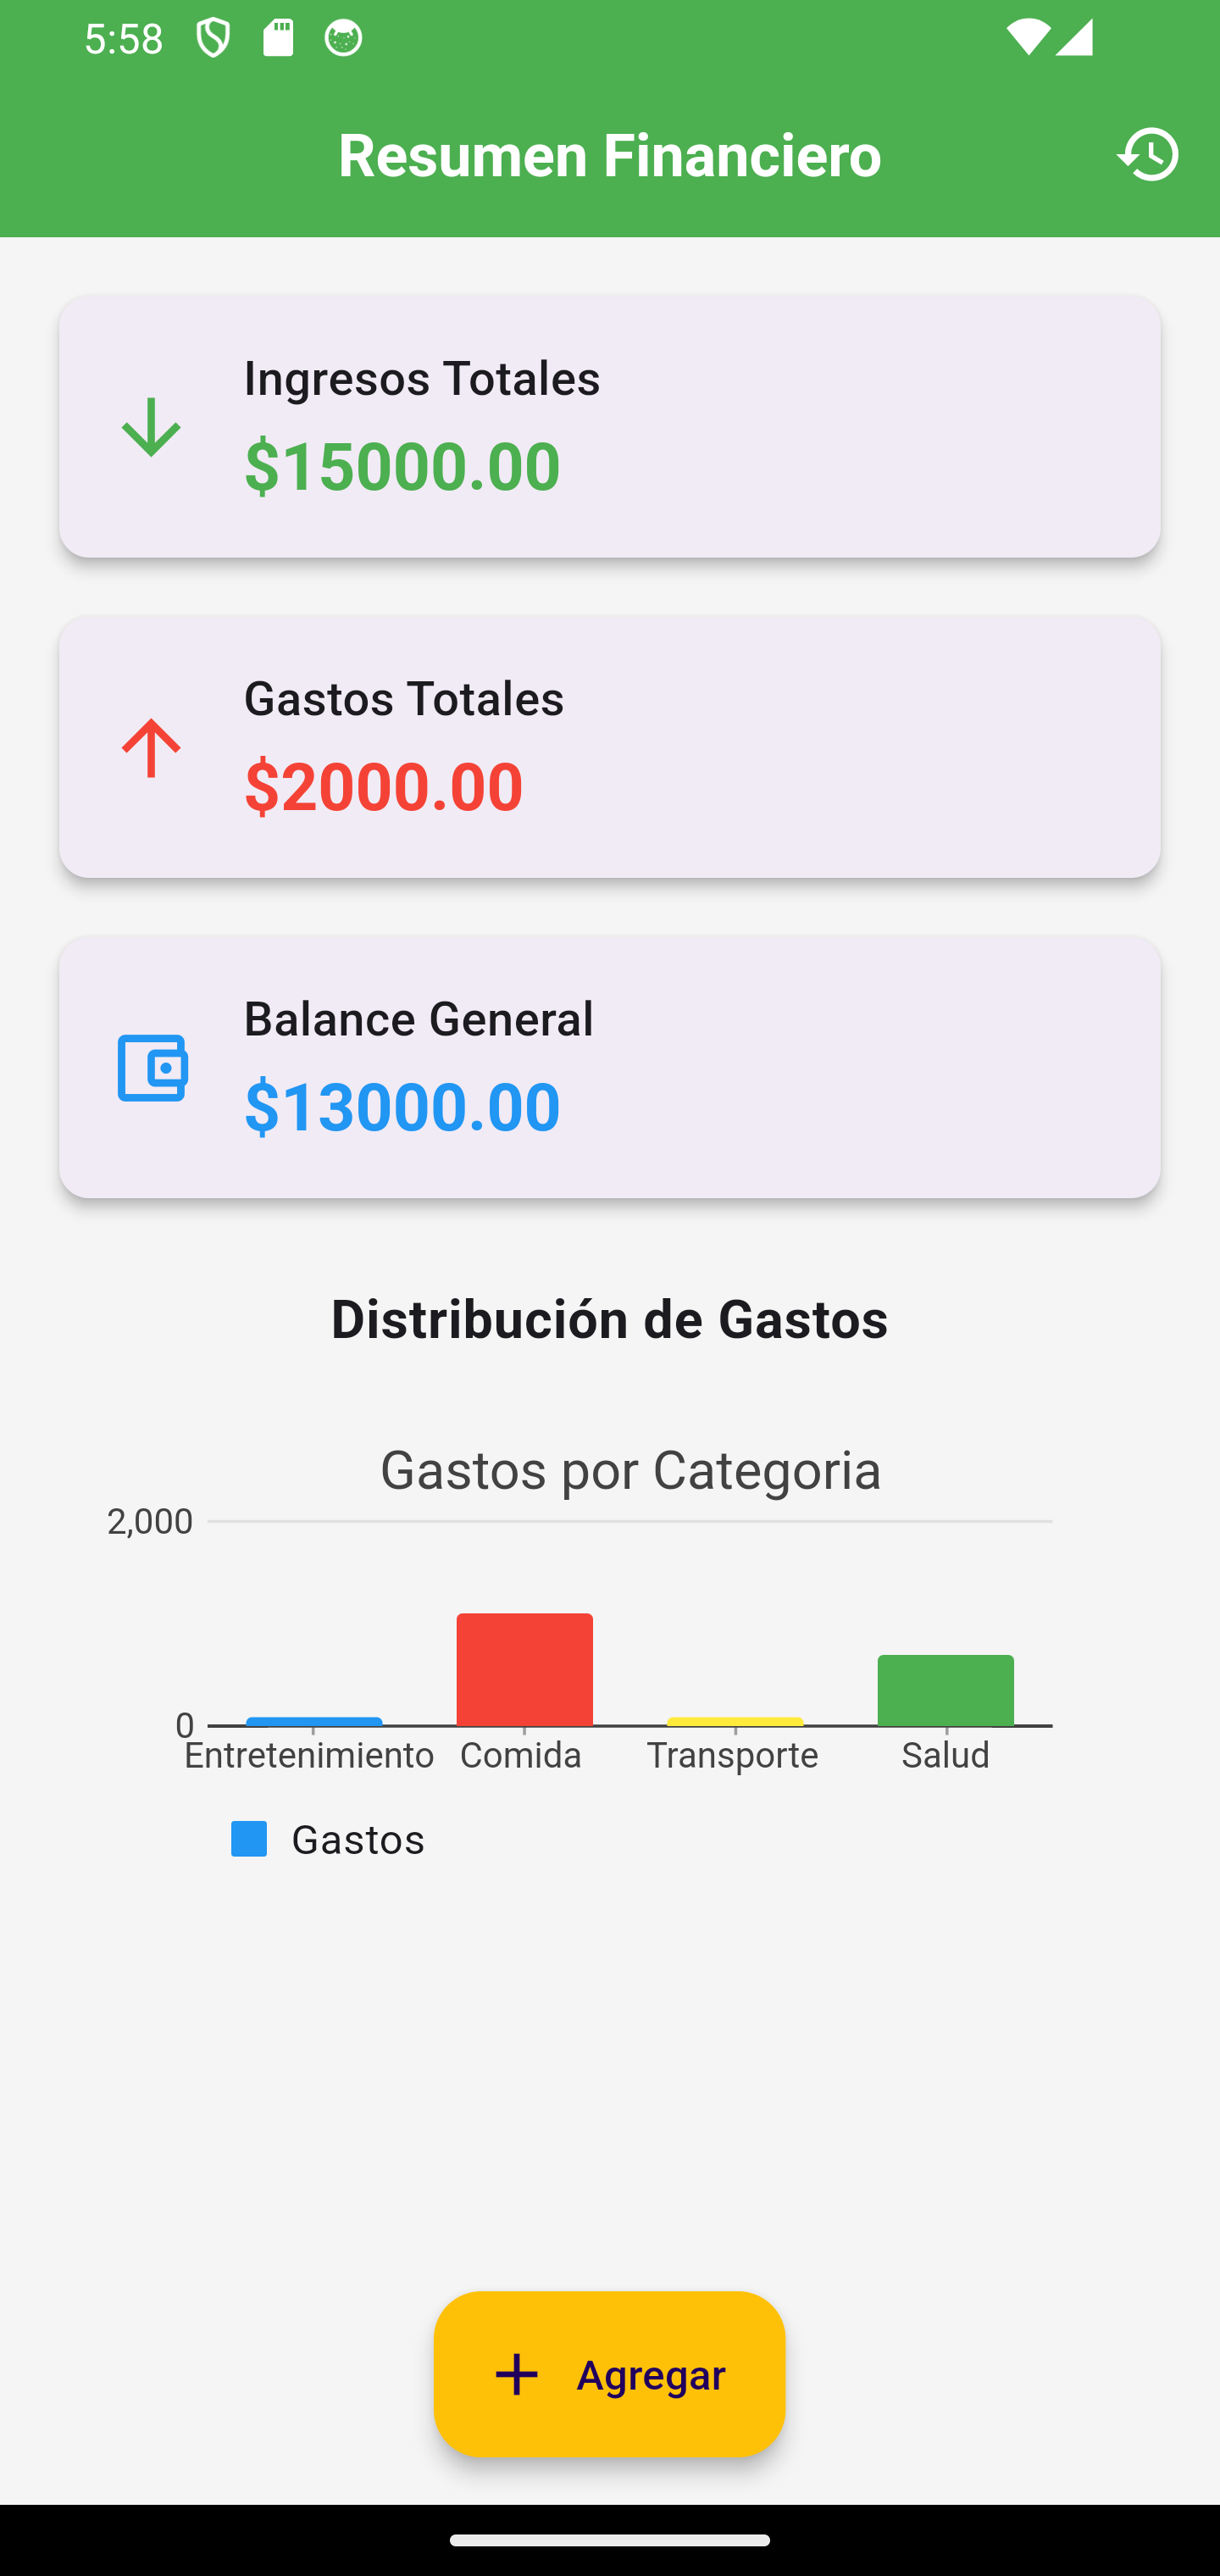 5:58
Resumen Financiero
Ingresos Totales
$15000.00
Gastos Totales
$2000.00
Balance General
$13000.00
Distribución de Gastos
Gastos por Categoria
2,000
0
Entretenimiento Comida Transporte Salud
Gastos
Agregar